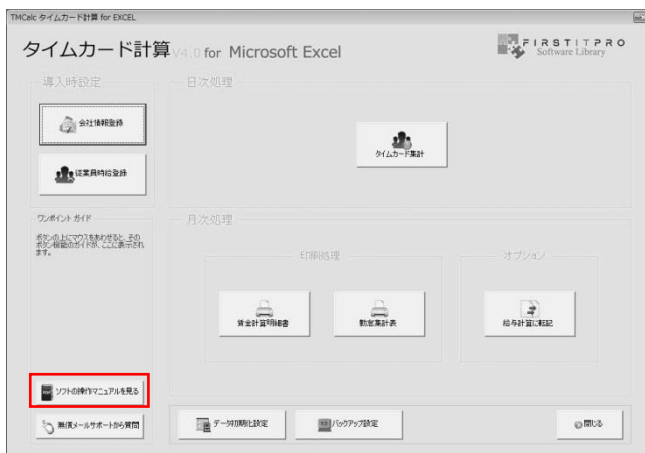 TMCalc タイムカード計算 for EXCEL
タイムカード計算 V4.0 for Microsoft Excel
FIRSTITPRO
Software Library
導入時設定
会社情報登録
従業員時給登録
日次処理
タイムカード集計
ワンポイント ガイド
ボタンの上にマウスをあわせると、その
ボタン機能のガイドが、ここに表示され
ます。
月次処理
印刷処理
賃金計算明細書
勤怠集計表
オプション
給与計算に転記
ソフトの操作マニュアルを見る
無償メールサポートから質問
データ初期化設定
バックアップ設定
閉じる